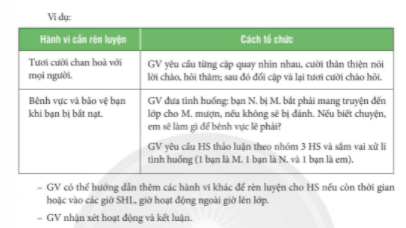 Ví dụ:
Hành vi cần rèn luyện
Cách tổ chức
Tươi cười chan hoà với
mọi người.
GV yêu cầu từng cặp quay nhìn nhau, cười thân thiện nói
lời chào, hỏi thăm; sau đó đổi cặp và lại tươi cười chào hỏi.
Bênh vực và bảo vệ bạn
khi bạn bị bắt nạt.
GV đưa tình huống: bạn N. bị M. bắt phải mang truyện đến
lớp cho M. mượn, nếu không sẽ bị đánh. Nếu biết chuyện,
em sẽ làm gì để bênh vực lẽ phải?
GV yêu cầu HS thảo luận theo nhóm 3 HS và sắm vai xử lí
tình huống (1 bạn là M. 1 bạn là N. và 1 bạn là em).
– GV có thể hướng dẫn thêm các hành vi khác để rèn luyện cho HS nếu còn thời gian
hoặc vào các giờ SHL, giờ hoạt động ngoài giờ lên lớp.
– GV nhận xét hoạt động và kết luận.